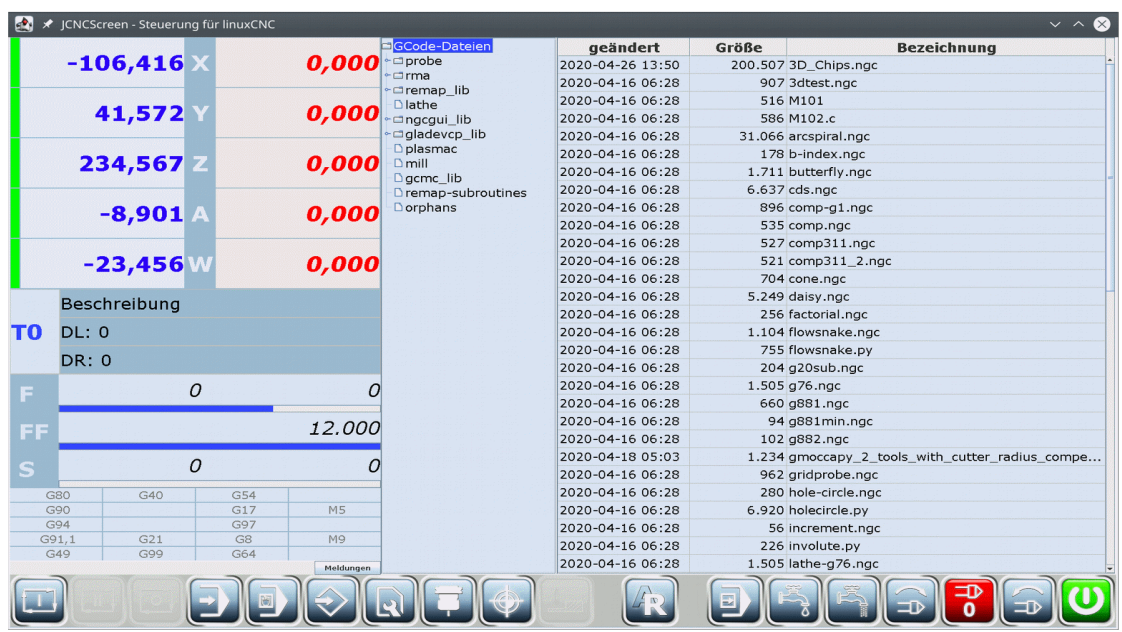 JCNCScreen - Steuerung für linuxCNC
-106,416 X 0,000
41,572 Y 0,000
234,567 Z 0,000
-8,901 A 0,000
-23,456 W 0,000
T0
Beschreibung
DL: 0
DR: 0
F 0 0
FF 12.000
S 0 0
G80 G40 G54
G90 G17 M5
G94 G97
G91,1 G21 G8 M9
G49 G99 G64
Meldungen
GCode-Dateien
probe
rma
remap_lib
lathe
ngcgui_lib
gladevcp_lib
plasmac
mill
gcmc_lib
remap-subroutines
orphans
geändert Größe Bezeichnung
2020-04-26 13:50 200.507 3D_Chips.ngc
2020-04-16 06:28 907 3dtest.ngc
2020-04-16 06:28 516 M101
2020-04-16 06:28 586 M102.c
2020-04-16 06:28 31.066 arcspiral.ngc
2020-04-16 06:28 178 b-index.ngc
2020-04-16 06:28 1.711 butterfly.ngc
2020-04-16 06:28 6.637 cds.ngc
2020-04-16 06:28 896 comp-g1.ngc
2020-04-16 06:28 535 comp.ngc
2020-04-16 06:28 527 comp311.ngc
2020-04-16 06:28 521 comp311_2.ngc
2020-04-16 06:28 704 cone.ngc
2020-04-16 06:28 5.249 daisy.ngc
2020-04-16 06:28 256 factorial.ngc
2020-04-16 06:28 1.104 flowsnake.ngc
2020-04-16 06:28 755 flowsnake.py
2020-04-16 06:28 204 g20sub.ngc
2020-04-16 06:28 1.505 g76.ngc
2020-04-16 06:28 660 g881.ngc
2020-04-16 06:28 94 g881min.ngc
2020-04-16 06:28 102 g882.ngc
2020-04-18 05:03 1.234 gmoccapy_2_tools_with_cutter_radius_compe...
2020-04-16 06:28 962 gridprobe.ngc
2020-04-16 06:28 280 hole-circle.ngc
2020-04-16 06:28 6.920 holecircle.py
2020-04-16 06:28 56 increment.ngc
2020-04-16 06:28 226 involute.py
2020-04-16 06:28 1.505 lathe-g76.ngc
AR
0